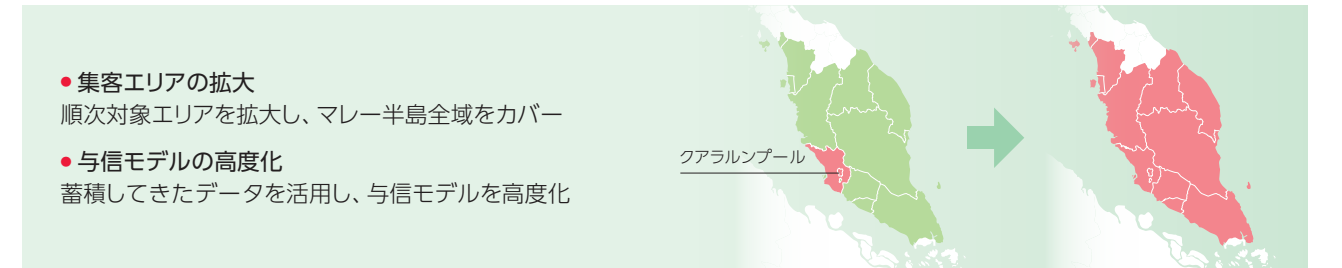 ●集客エリアの拡大
順次対象エリアを拡大し、マレー半島全域をカバー
●与信モデルの高度化
蓄積してきたデータを活用し、与信モデルを高度化
クアラルンプール